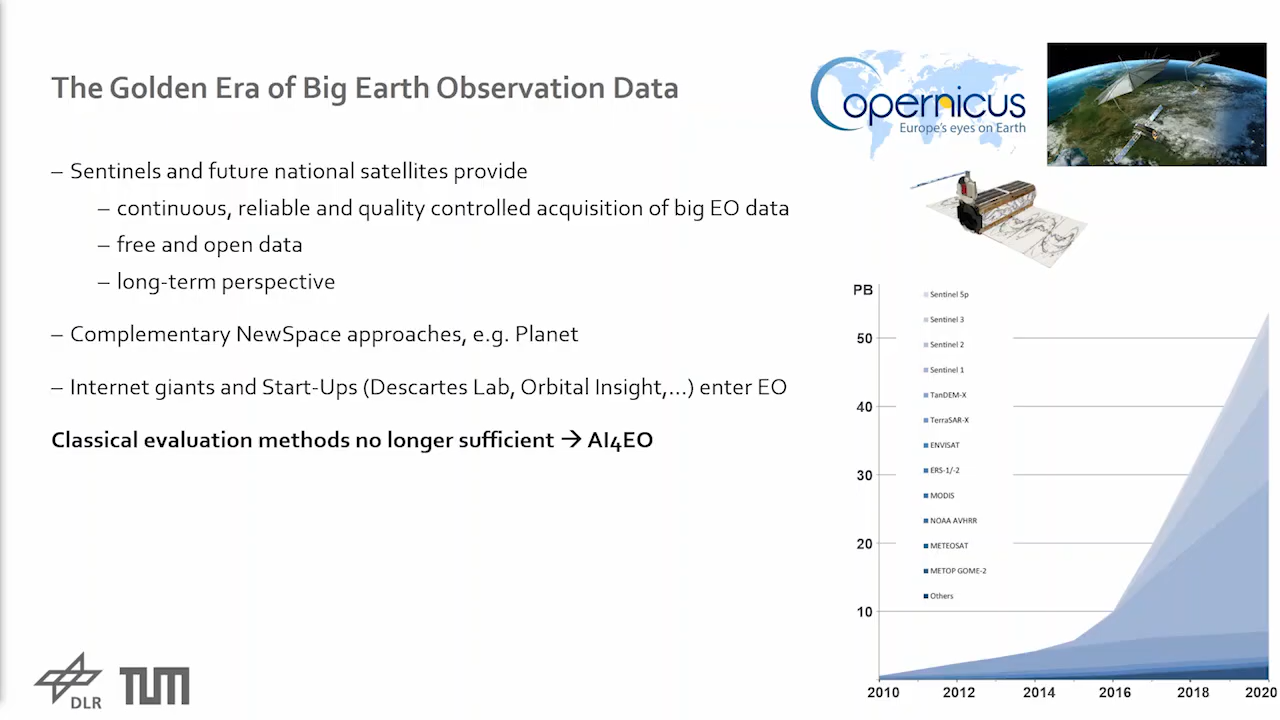 The Golden Era of Big Earth Observation Data
– Sentinels and future national satellites provide
– continuous, reliable and quality controlled acquisition of big EO data
– free and open data
– long-term perspective
– Complementary NewSpace approaches, e.g. Planet
– Internet giants and Start-Ups (Descartes Lab, Orbital Insight,...) enter EO
Classical evaluation methods no longer sufficient → AI4EO
Copernicus
Europe's eyes on Earth
PB
50
40
30
20
10
Sentinel 5p
Sentinel 3
Sentinel 2
Sentinel 1
TanDEM-X
TerraSAR-X
ENVISAT
ERS-1/-2
MODIS
NOAA AVHRR
METEOSAT
METOP GOME-2
Others
2010 2012 2014 2016 2018 2020
DLR TUM